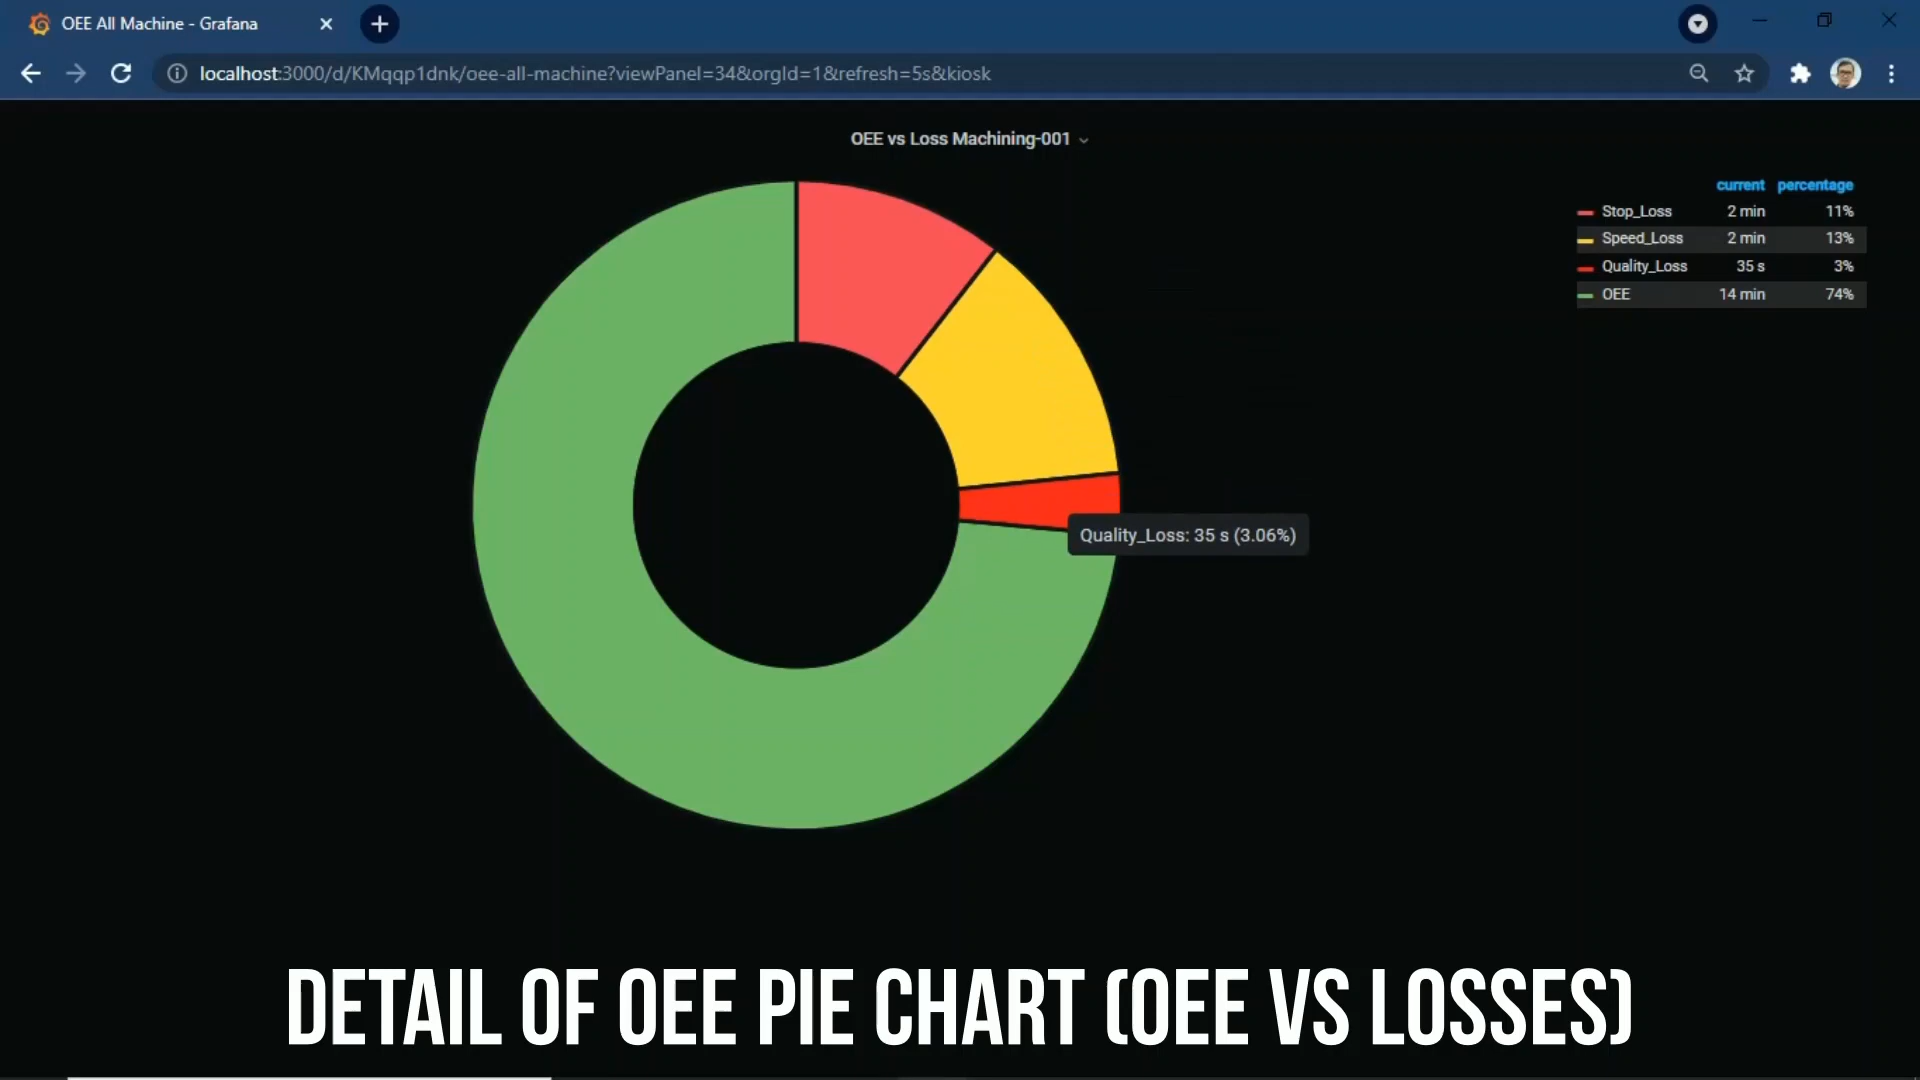 OEE All Machine - Grafana
localhost:3000/d/KMqqp1dnk/oee-all-machine?viewPanel=34&orgId=1&refresh=5s&kiosk
OEE vs Loss Machining-001
current percentage
Stop_Loss 2 min 11%
Speed_Loss 2 min 13%
Quality_Loss 35 s 3%
OEE 14 min 74%
Quality_Loss: 35 s (3.06%)
DETAIL OF OEE PIE CHART (OEE VS LOSSES)